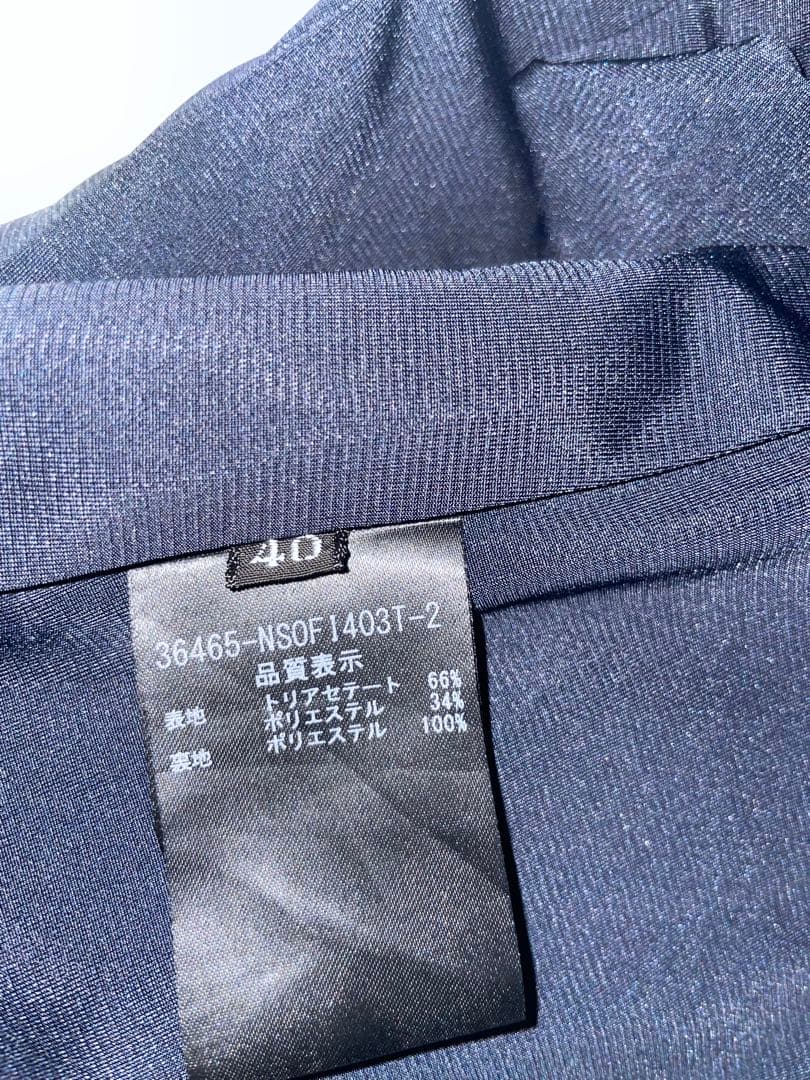 40
36465-NSOFI403T-2
品質表示
表地 トリアセテート 66%
ポリエステル 34%
裏地 ポリエステル 100%